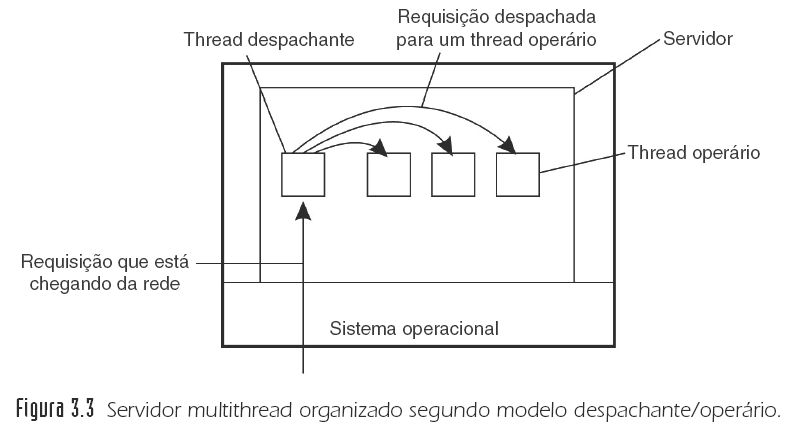 Requisição despachada
para um thread operário
Thread despachante
Servidor
Thread operário
Requisição que está
chegando da rede
Sistema operacional
Figura 3.3 Servidor multithread organizado segundo modelo despachante/operário.